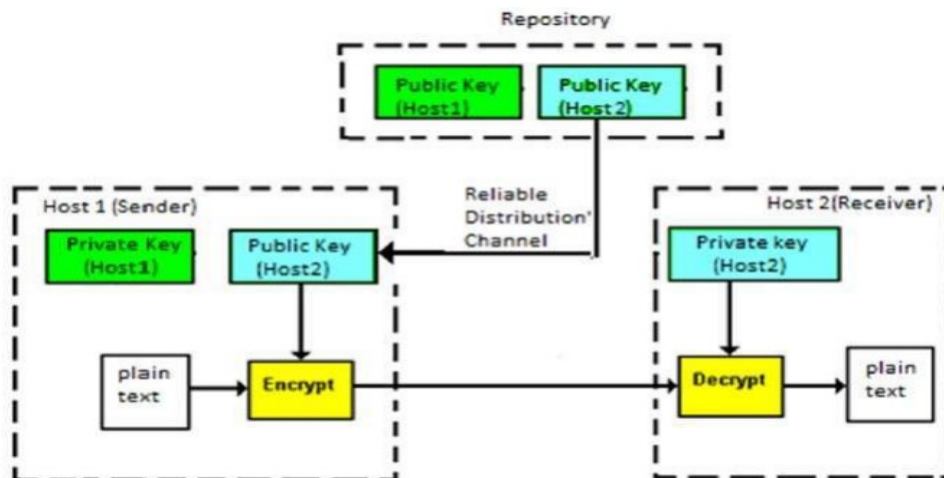 Repository
Public Key
(Host1)
Public Key
(Host2)
Reliable
Distribution'
Channel
Host 1 (Sender)
Private Key
(Host1)
Public Key
(Host2)
plain
text
Encrypt
Host 2(Receiver)
Private key
(Host2)
Decrypt
plain
text